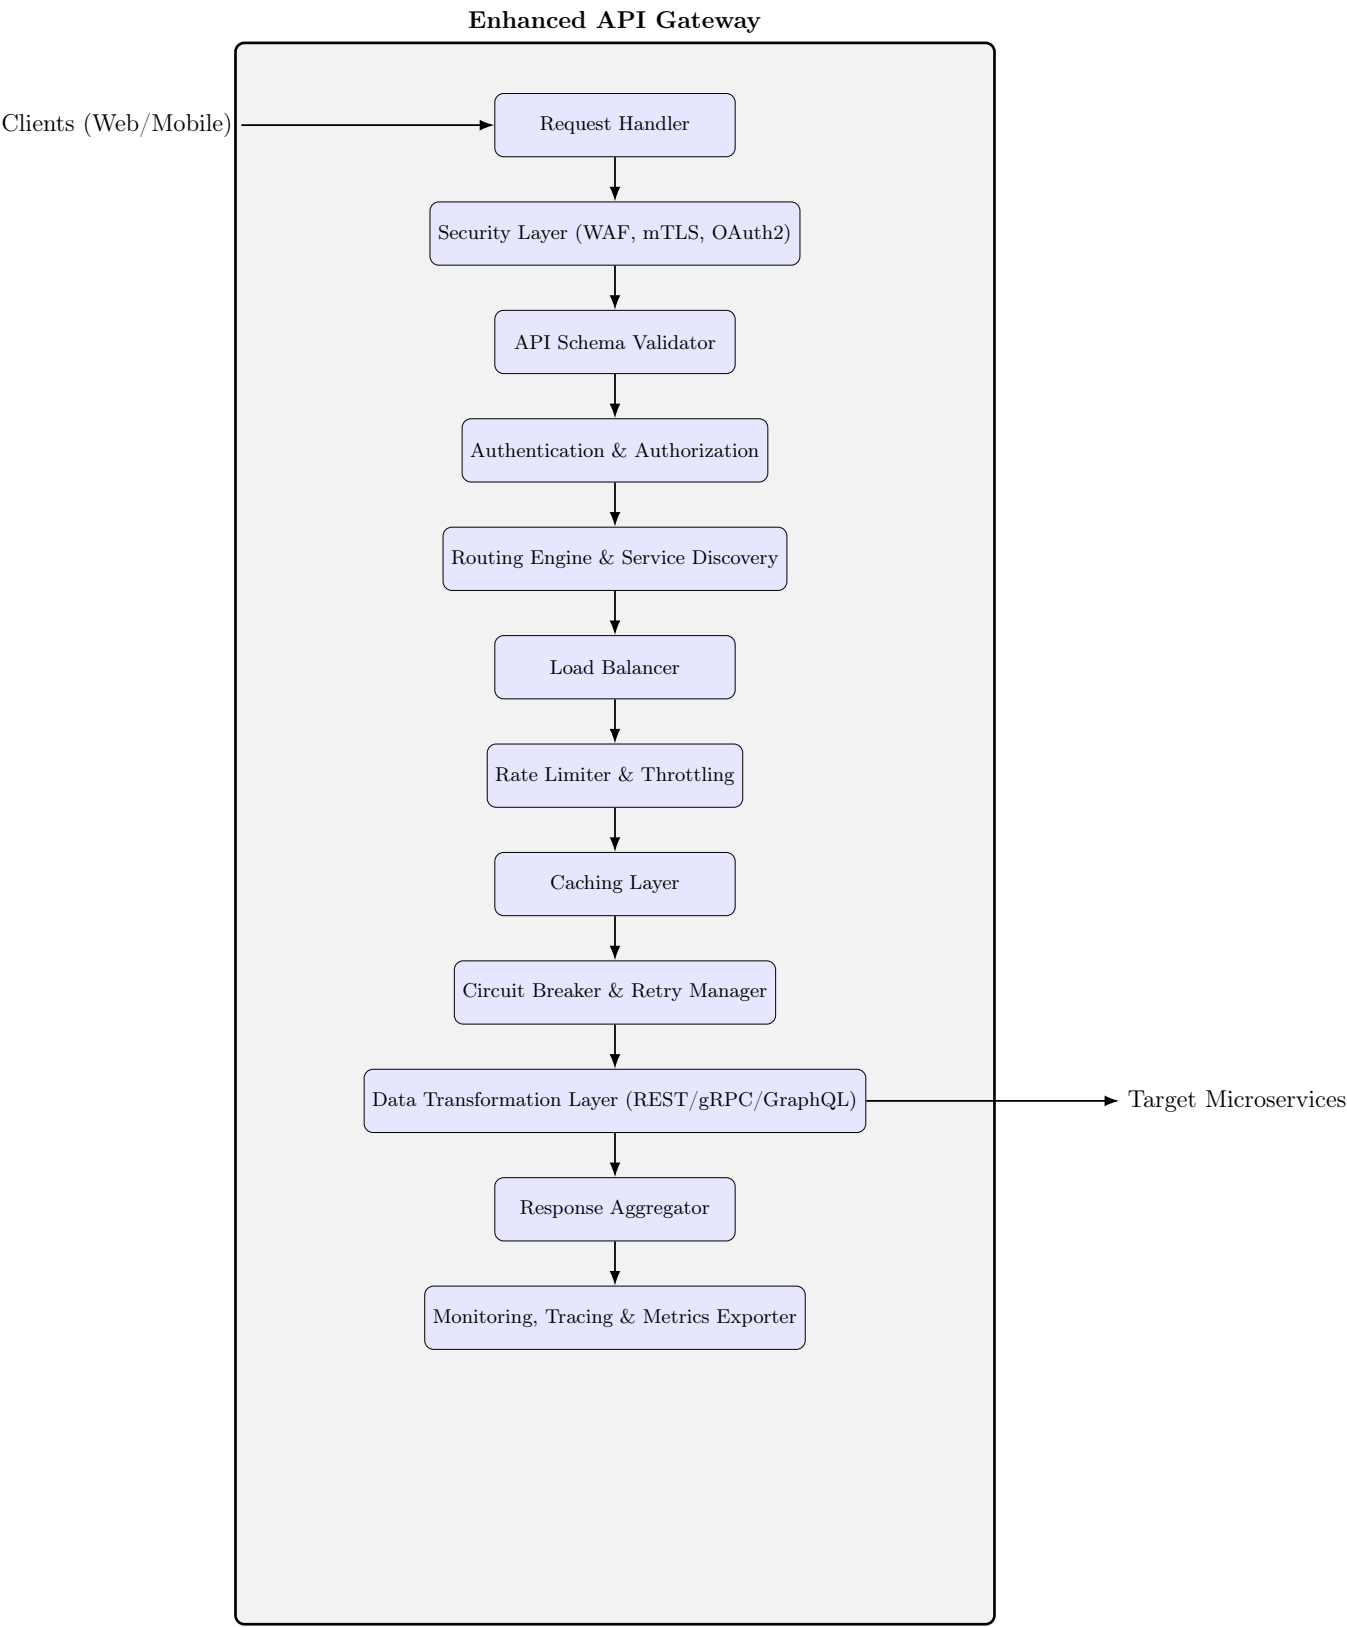 Enhanced API Gateway
Clients (Web/Mobile)
Request Handler
Security Layer (WAF, mTLS, OAuth2)
API Schema Validator
Authentication & Authorization
Routing Engine & Service Discovery
Load Balancer
Rate Limiter & Throttling
Caching Layer
Circuit Breaker & Retry Manager
Data Transformation Layer (REST/gRPC/GraphQL)
Target Microservices
Response Aggregator
Monitoring, Tracing & Metrics Exporter